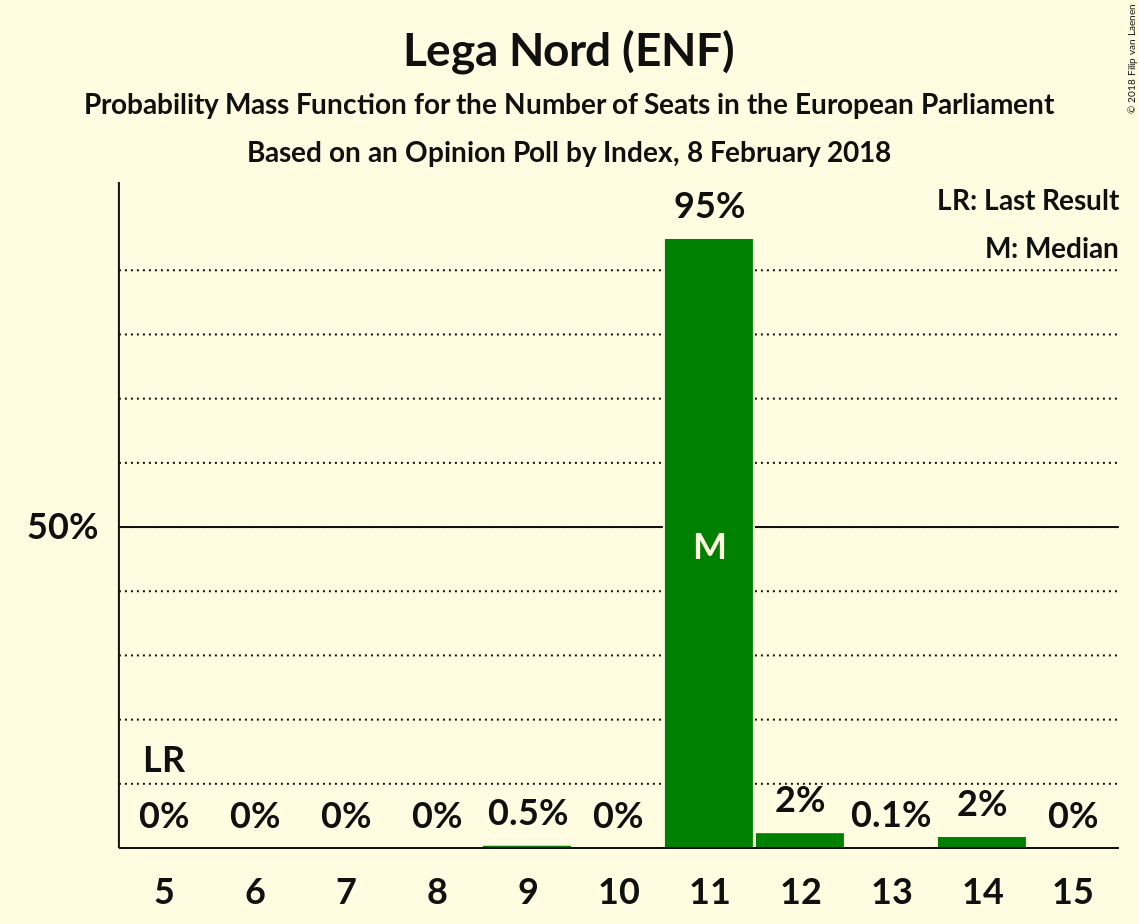 © 2018 Filip van Laenen
Lega Nord (ENF)
Probability Mass Function for the Number of Seats in the European Parliament
Based on an Opinion Poll by Index, 8 February 2018
LR: Last Result
M: Median
95%
50%
M
LR
0% 0% 0% 0% 0.5% 0% 2% 0.1% 2% 0%
5 6 7 8 9 10 11 12 13 14 15